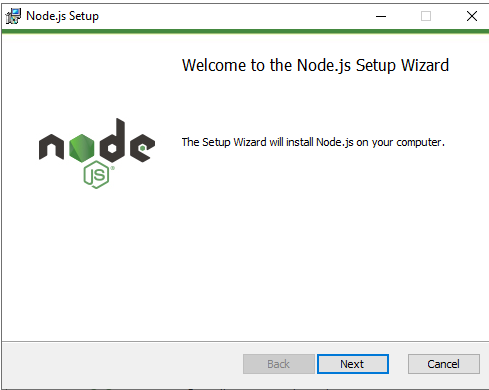 Node.js Setup
Welcome to the Node.js Setup Wizard
node
JS®
The Setup Wizard will install Node.js on your computer.
Back
Next
Cancel